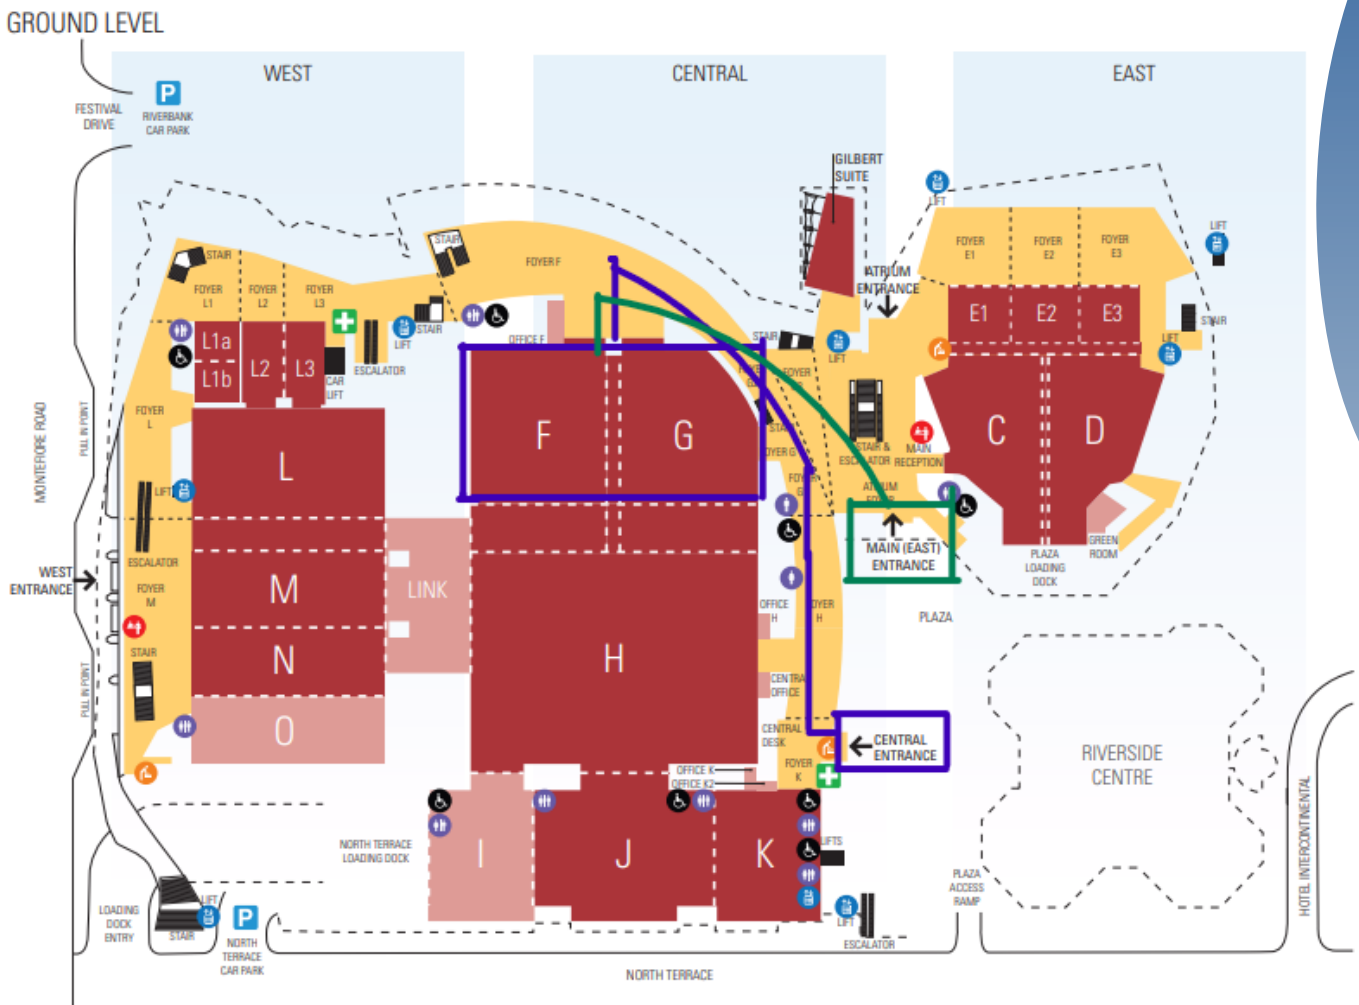 GROUND LEVEL
WEST
CENTRAL
EAST
P
RIVERBANK
CAR PARK
FESTIVAL
DRIVE
GILBERT
SUITE
LIFT
LIFT
STAIR
STAIR
FOYER F
FOYER
E1
FOYER
E2
FOYER
E3
ATRIUM
ENTRANCE
FOYER
L1
FOYER
L2
FOYER
L3
L1a
L1b
L2
L3
CAR
LIFT
ESCALATOR
LIFT
STAIR
OFFICE F
STAIR
LIFT
E1
E2
E3
STAIR
LIFT
MONTEFIORE ROAD
PULL IN POINT
FOYER
L
F
G
FOYER
STAIR &
ESCALATOR
MAIN
RECEPTION
C
D
L
LIFT
FOYER G
FOYER
G
ATRIUM
ESCALATOR
WEST
ENTRANCE
FOYER
M
M
LINK
MAIN (EAST)
ENTRANCE
PLAZA
LOADING
DOCK
GREEN
ROOM
OFFICE
H
FOYER
H
PLAZA
STAIR
N
H
PULL IN POINT
CENTRAL
OFFICE
O
CENTRAL
DESK
CENTRAL
ENTRANCE
FOYER
K
OFFICE K
OFFICE K2
RIVERSIDE
CENTRE
HOTEL INTERCONTINENTAL
NORTH TERRACE
LOADING DOCK
I
J
K
LIFTS
PLAZA
ACCESS
RAMP
LOADING
DOCK
ENTRY
LIFT
STAIR
P
NORTH
TERRACE
CAR PARK
LIFT
ESCALATOR
NORTH TERRACE